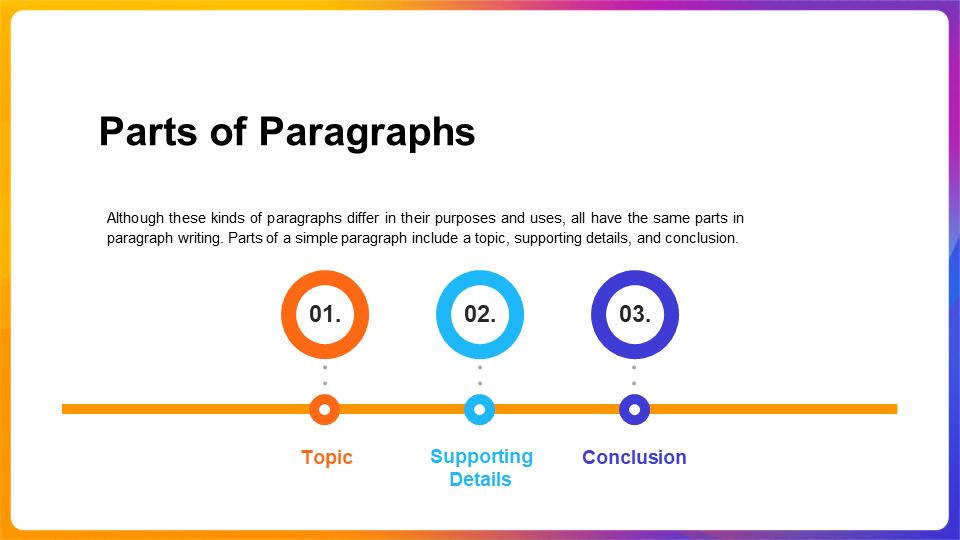 Parts of Paragraphs
Although these kinds of paragraphs differ in their purposes and uses, all have the same parts in
paragraph writing. Parts of a simple paragraph include a topic, supporting details, and conclusion.
01.
02.
03.
Topic
Supporting
Details
Conclusion